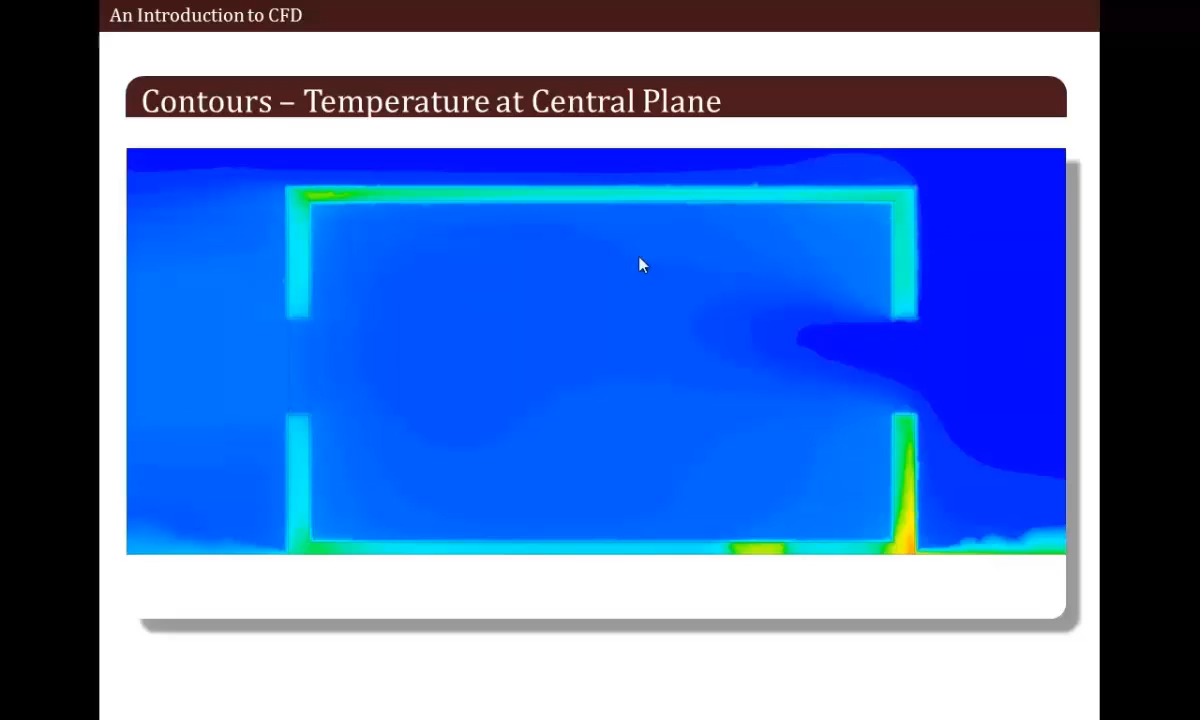 An Introduction to CFD
Contours – Temperature at Central Plane